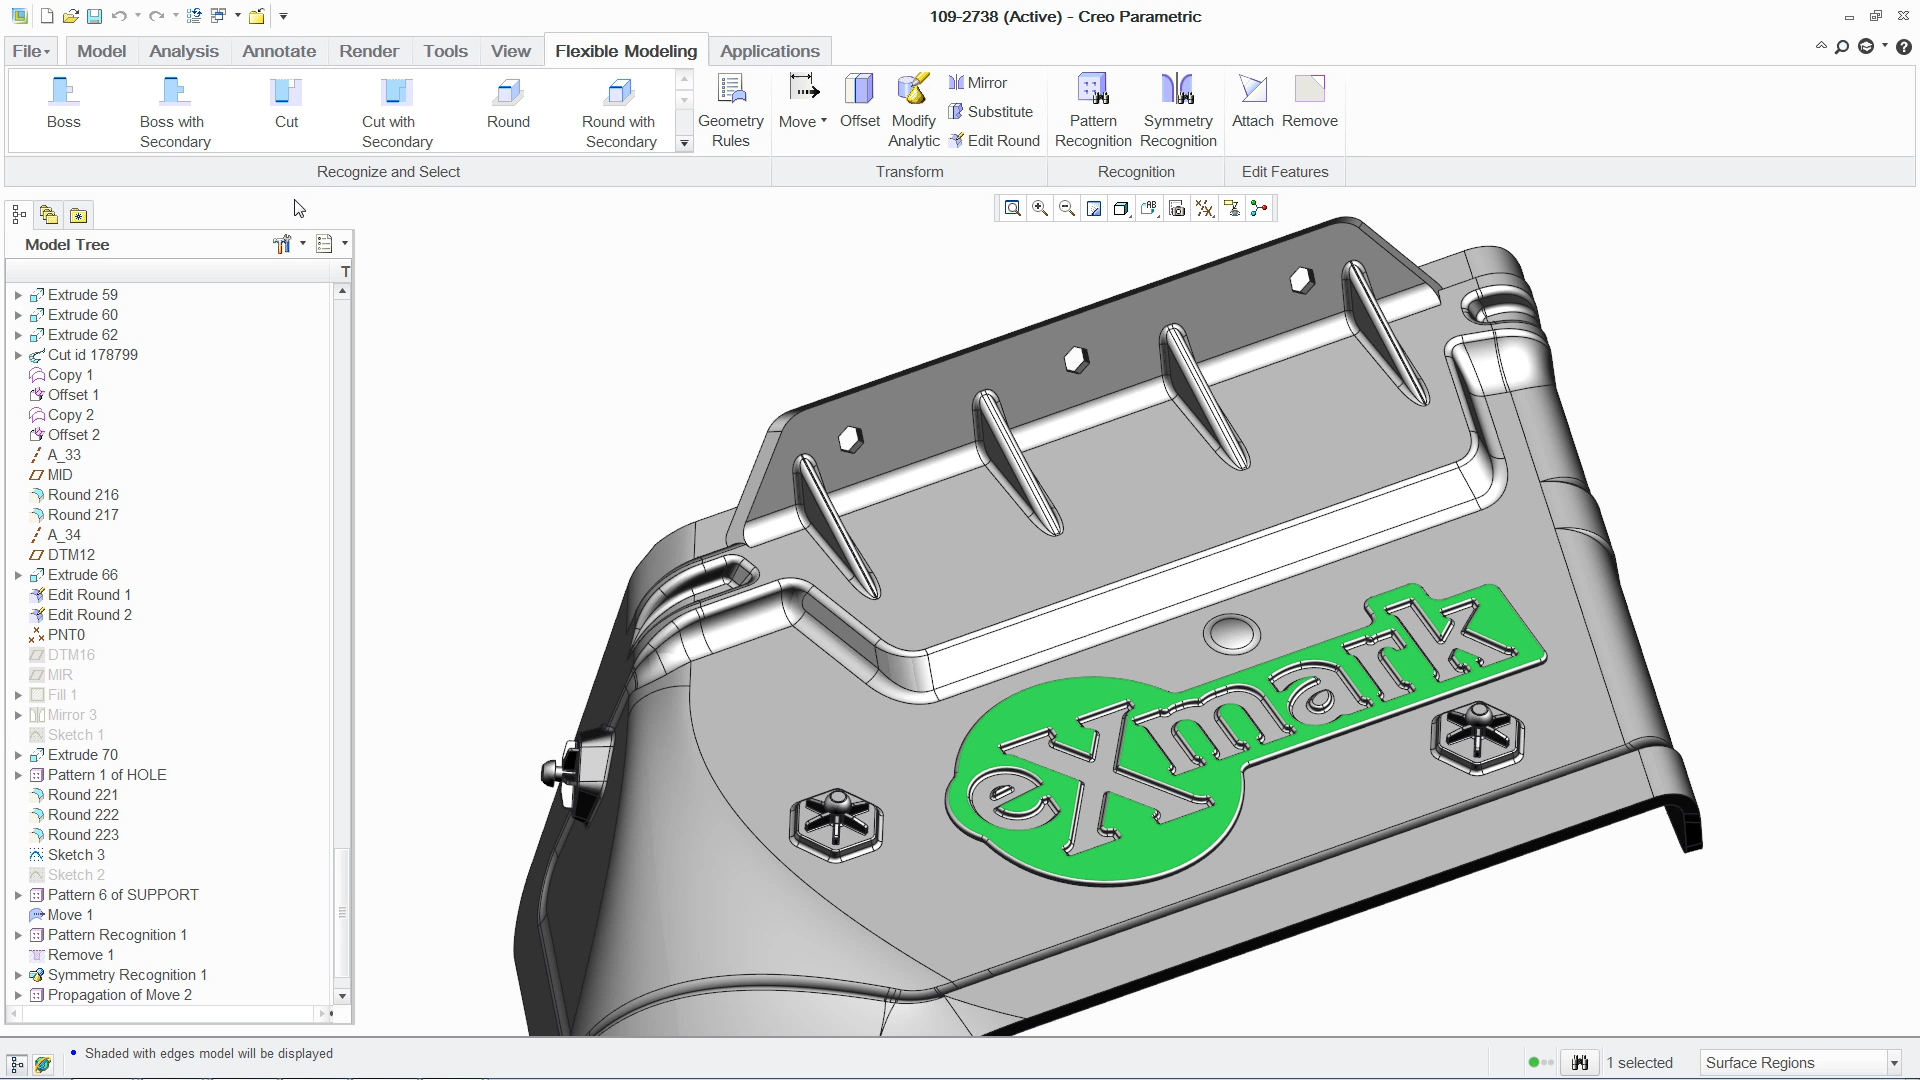 109-2738 (Active) - Creo Parametric
File
Model
Analysis
Annotate
Render
Tools
View
Flexible Modeling
Applications
Boss
Boss with
Secondary
Cut
Cut with
Secondary
Round
Round with
Secondary
Geometry
Rules
Move
Offset
Modify
Analytic
Mirror
Substitute
Edit Round
Pattern
Recognition
Symmetry
Recognition
Attach
Remove
Recognize and Select
Transform
Recognition
Edit Features
Model Tree
T
Extrude 59
Extrude 60
Extrude 62
Cut id 178799
Copy 1
Offset 1
Copy 2
Offset 2
A_33
MID
Round 216
Round 217
A_34
DTM12
Extrude 66
Edit Round 1
Edit Round 2
PNT0
DTM16
MIR
Fill 1
Mirror 3
Sketch 1
Extrude 70
Pattern 1 of HOLE
Round 221
Round 222
Round 223
Sketch 3
Sketch 2
Pattern 6 of SUPPORT
Move 1
Pattern Recognition 1
Remove 1
Symmetry Recognition 1
Propagation of Move 2
eXmark
Shaded with edges model will be displayed
1 selected
Surface Regions